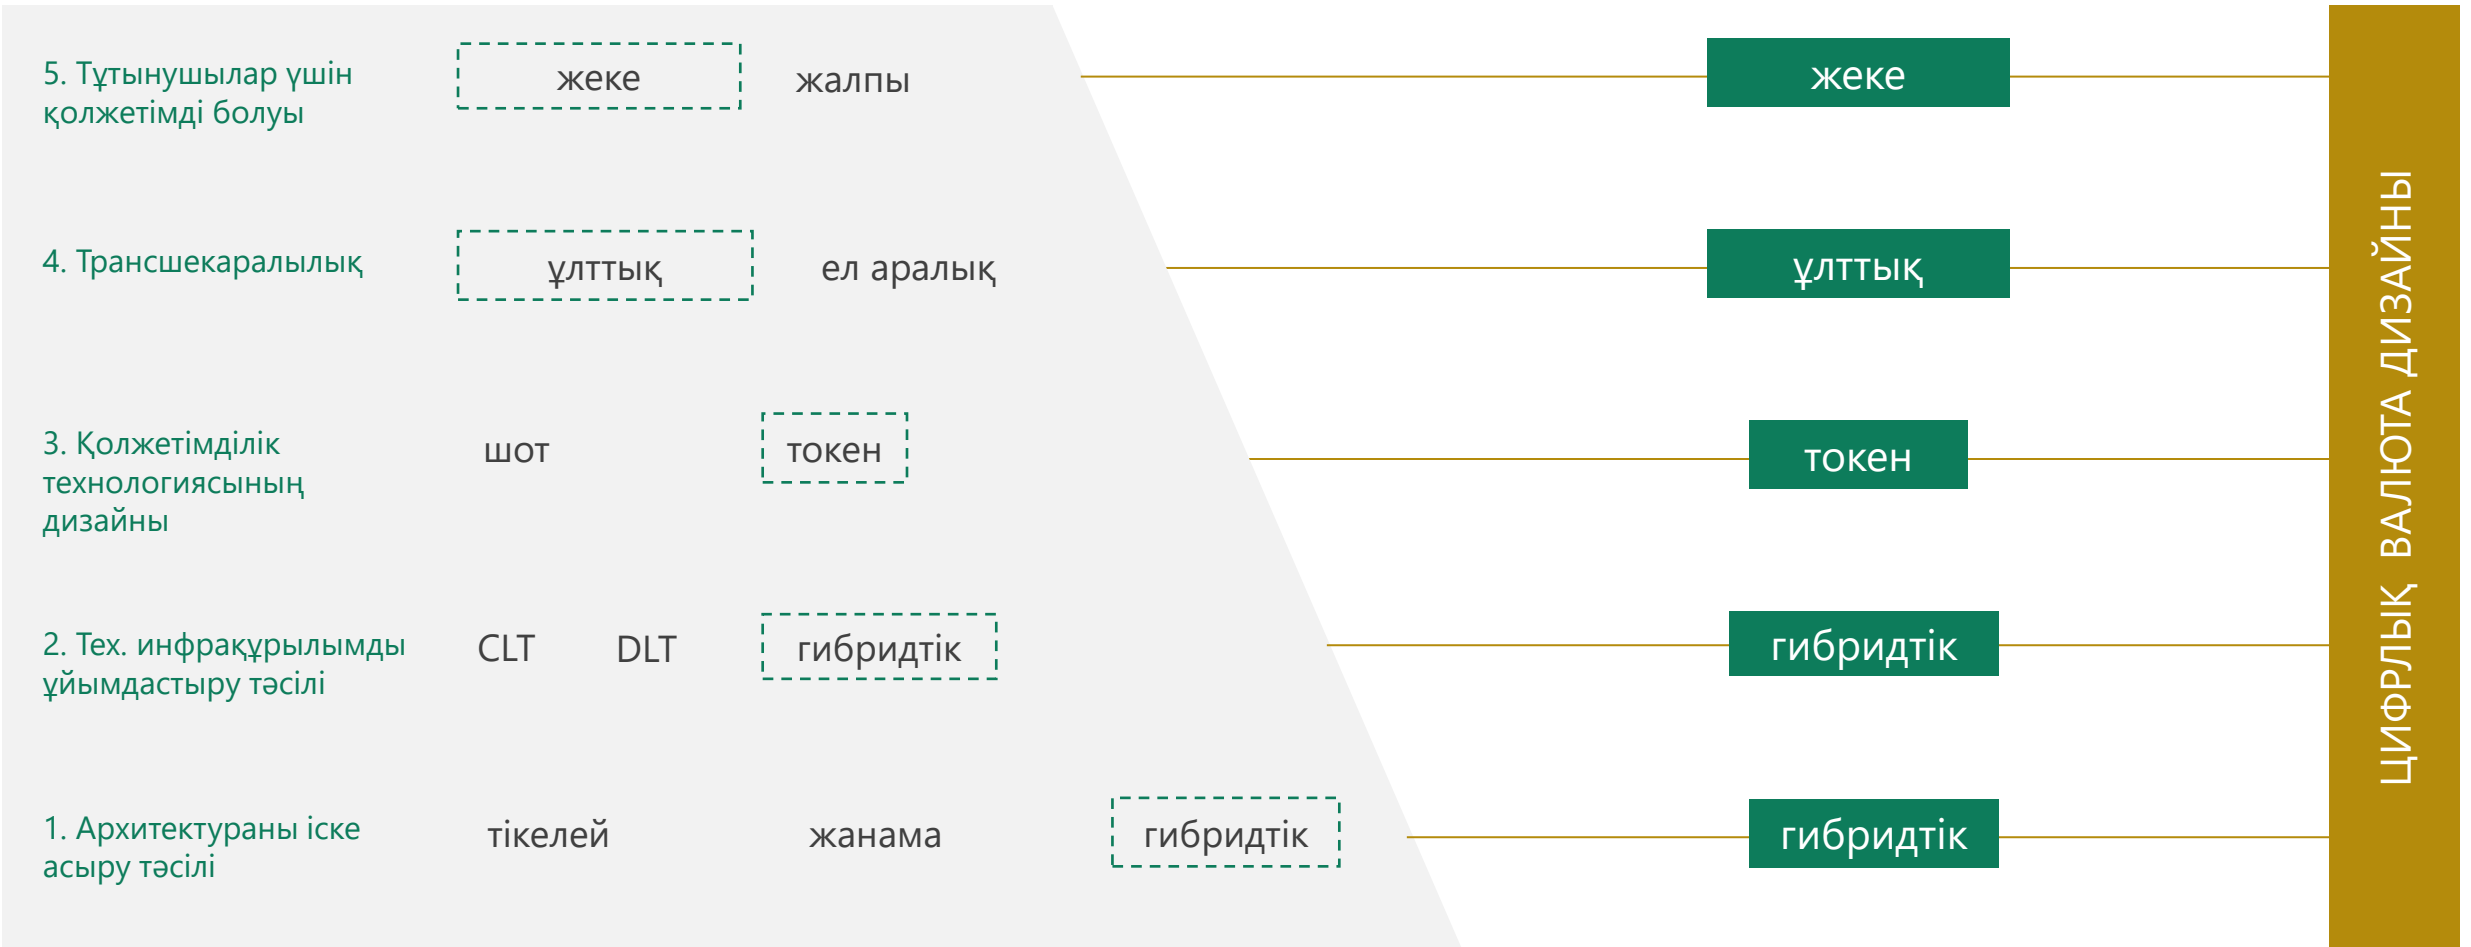 5. Тұтынушылар үшін
қолжетімді болуы
жеке
жалпы
жеке
4. Трансшекаралылық
ұлттық
ел аралық
ұлттық
3. Қолжетімділік
технологиясының
дизайны
шот
токен
токен
2. Тех. инфрақұрылымды
ұйымдастыру тәсілі
CLT
DLT
гибридтік
гибридтік
1. Архитектураны іске
асыру тәсілі
тікелей
жанама
гибридтік
гибридтік
ЦИФРЛЫҚ ВАЛЮТА ДИЗАЙНЫ